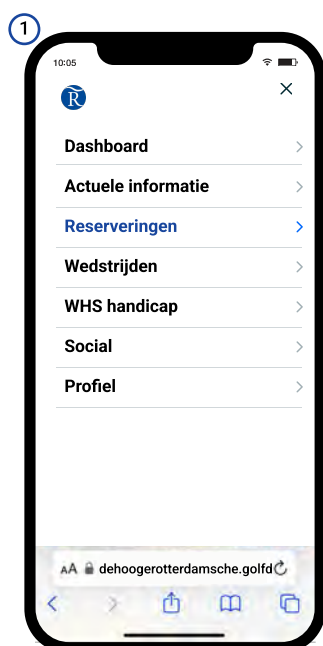 1
10:05
R
Dashboard
Actuele informatie
Reserveringen
Wedstrijden
WHS handicap
Social
Profiel
AA dehoogerotterdamsche.golfd